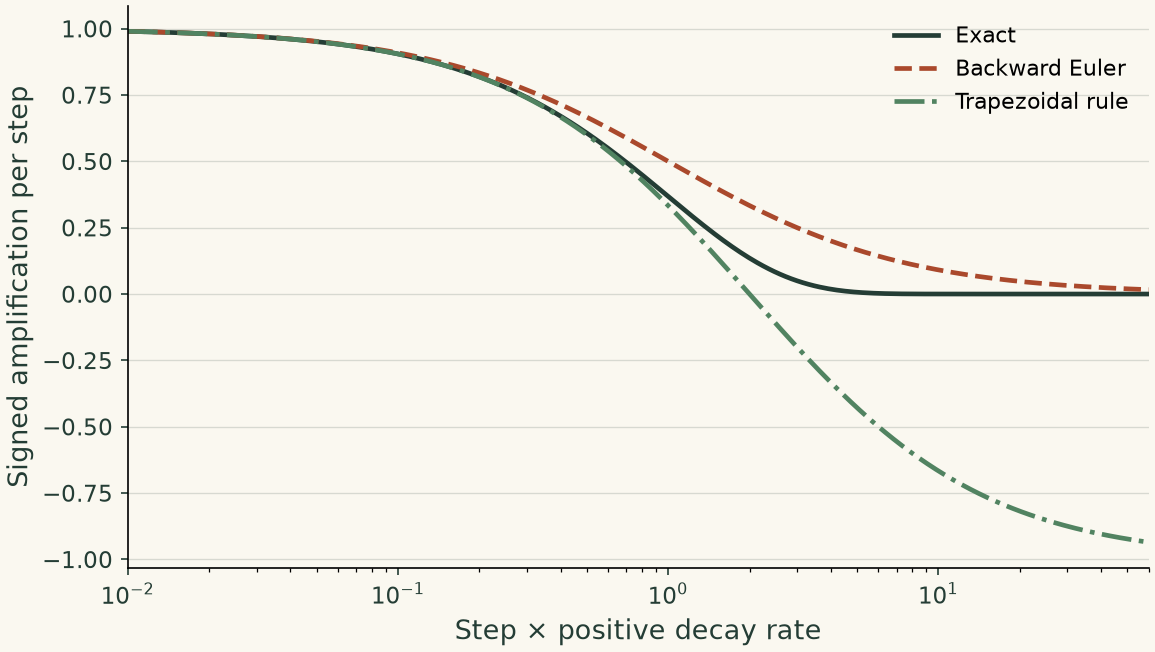 Signed amplification per step
1.00
0.75
0.50
0.25
0.00
−0.25
−0.50
−0.75
−1.00
Exact
Backward Euler
Trapezoidal rule
10⁻² 10⁻¹ 10⁰ 10¹
Step × positive decay rate